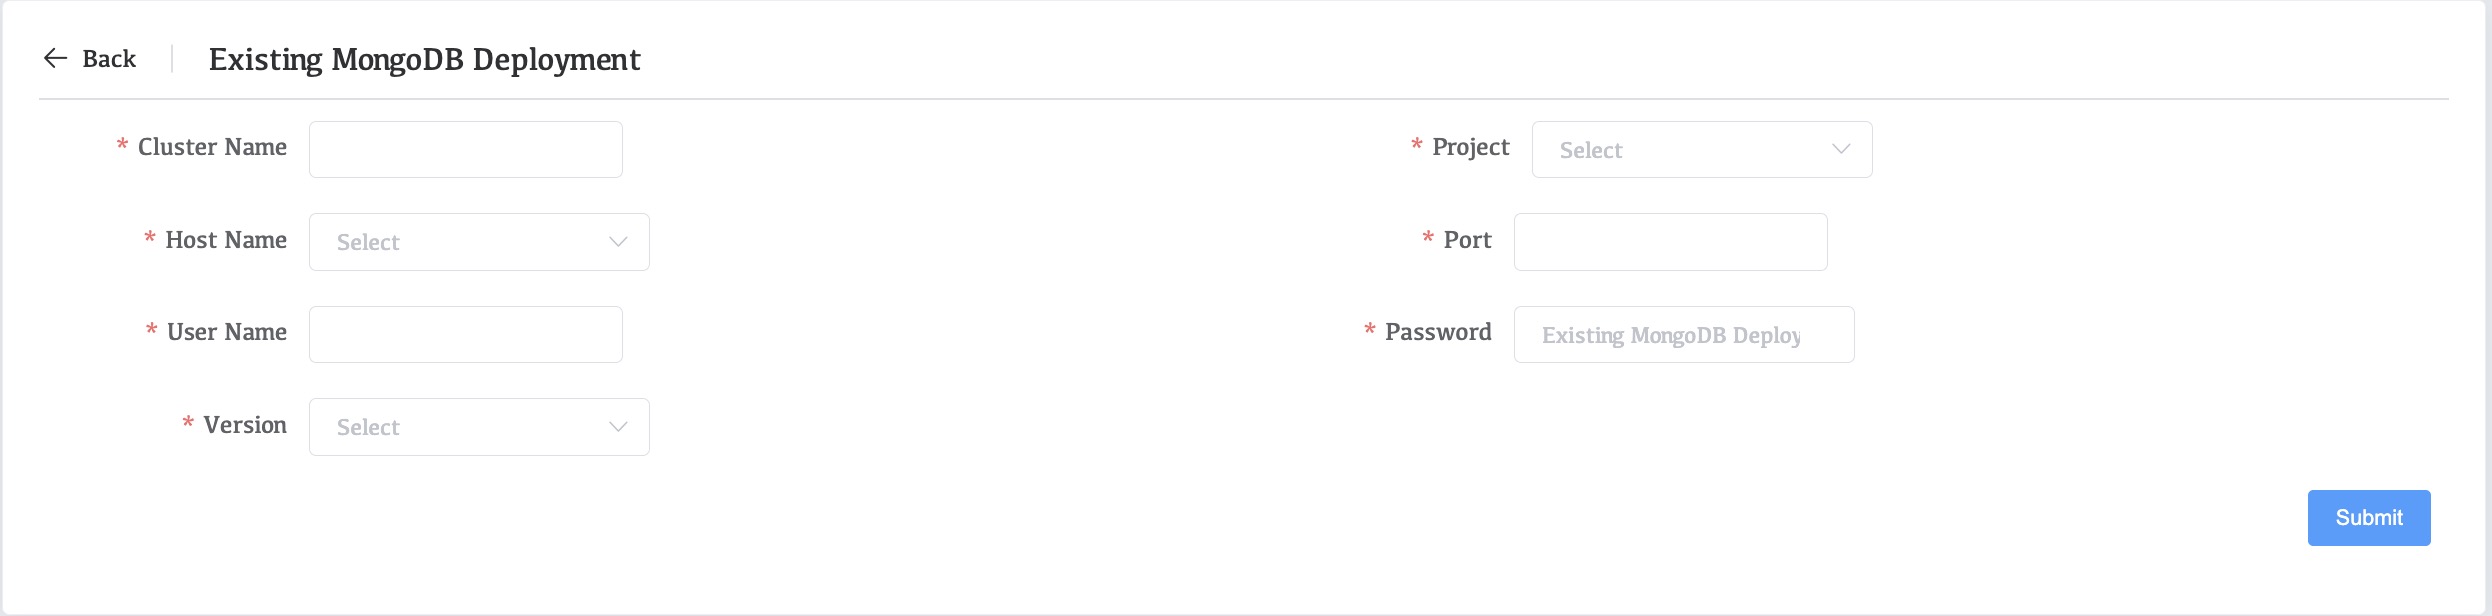 Back
Existing MongoDB Deployment
* Cluster Name
* Project Select
* Host Name Select
* Port
* User Name
* Password Existing MongoDB Deploy
* Version Select
Submit